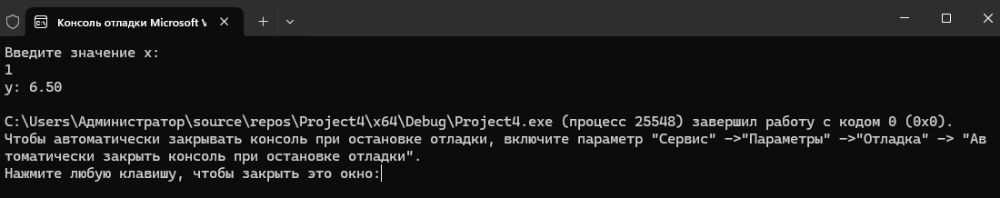 Консоль отладки Microsoft V
Введите значение x:
1
y: 6.50
C:\Users\Администратор\source\repos\Project4\x64\Debug\Project4.exe (процесс 25548) завершил работу с кодом 0 (0x0).
Чтобы автоматически закрывать консоль при остановке отладки, включите параметр "Сервис" ->"Параметры" ->"Отладка" -> "Ав
томатически закрыть консоль при остановке отладки".
Нажмите любую клавишу, чтобы закрыть это окно: